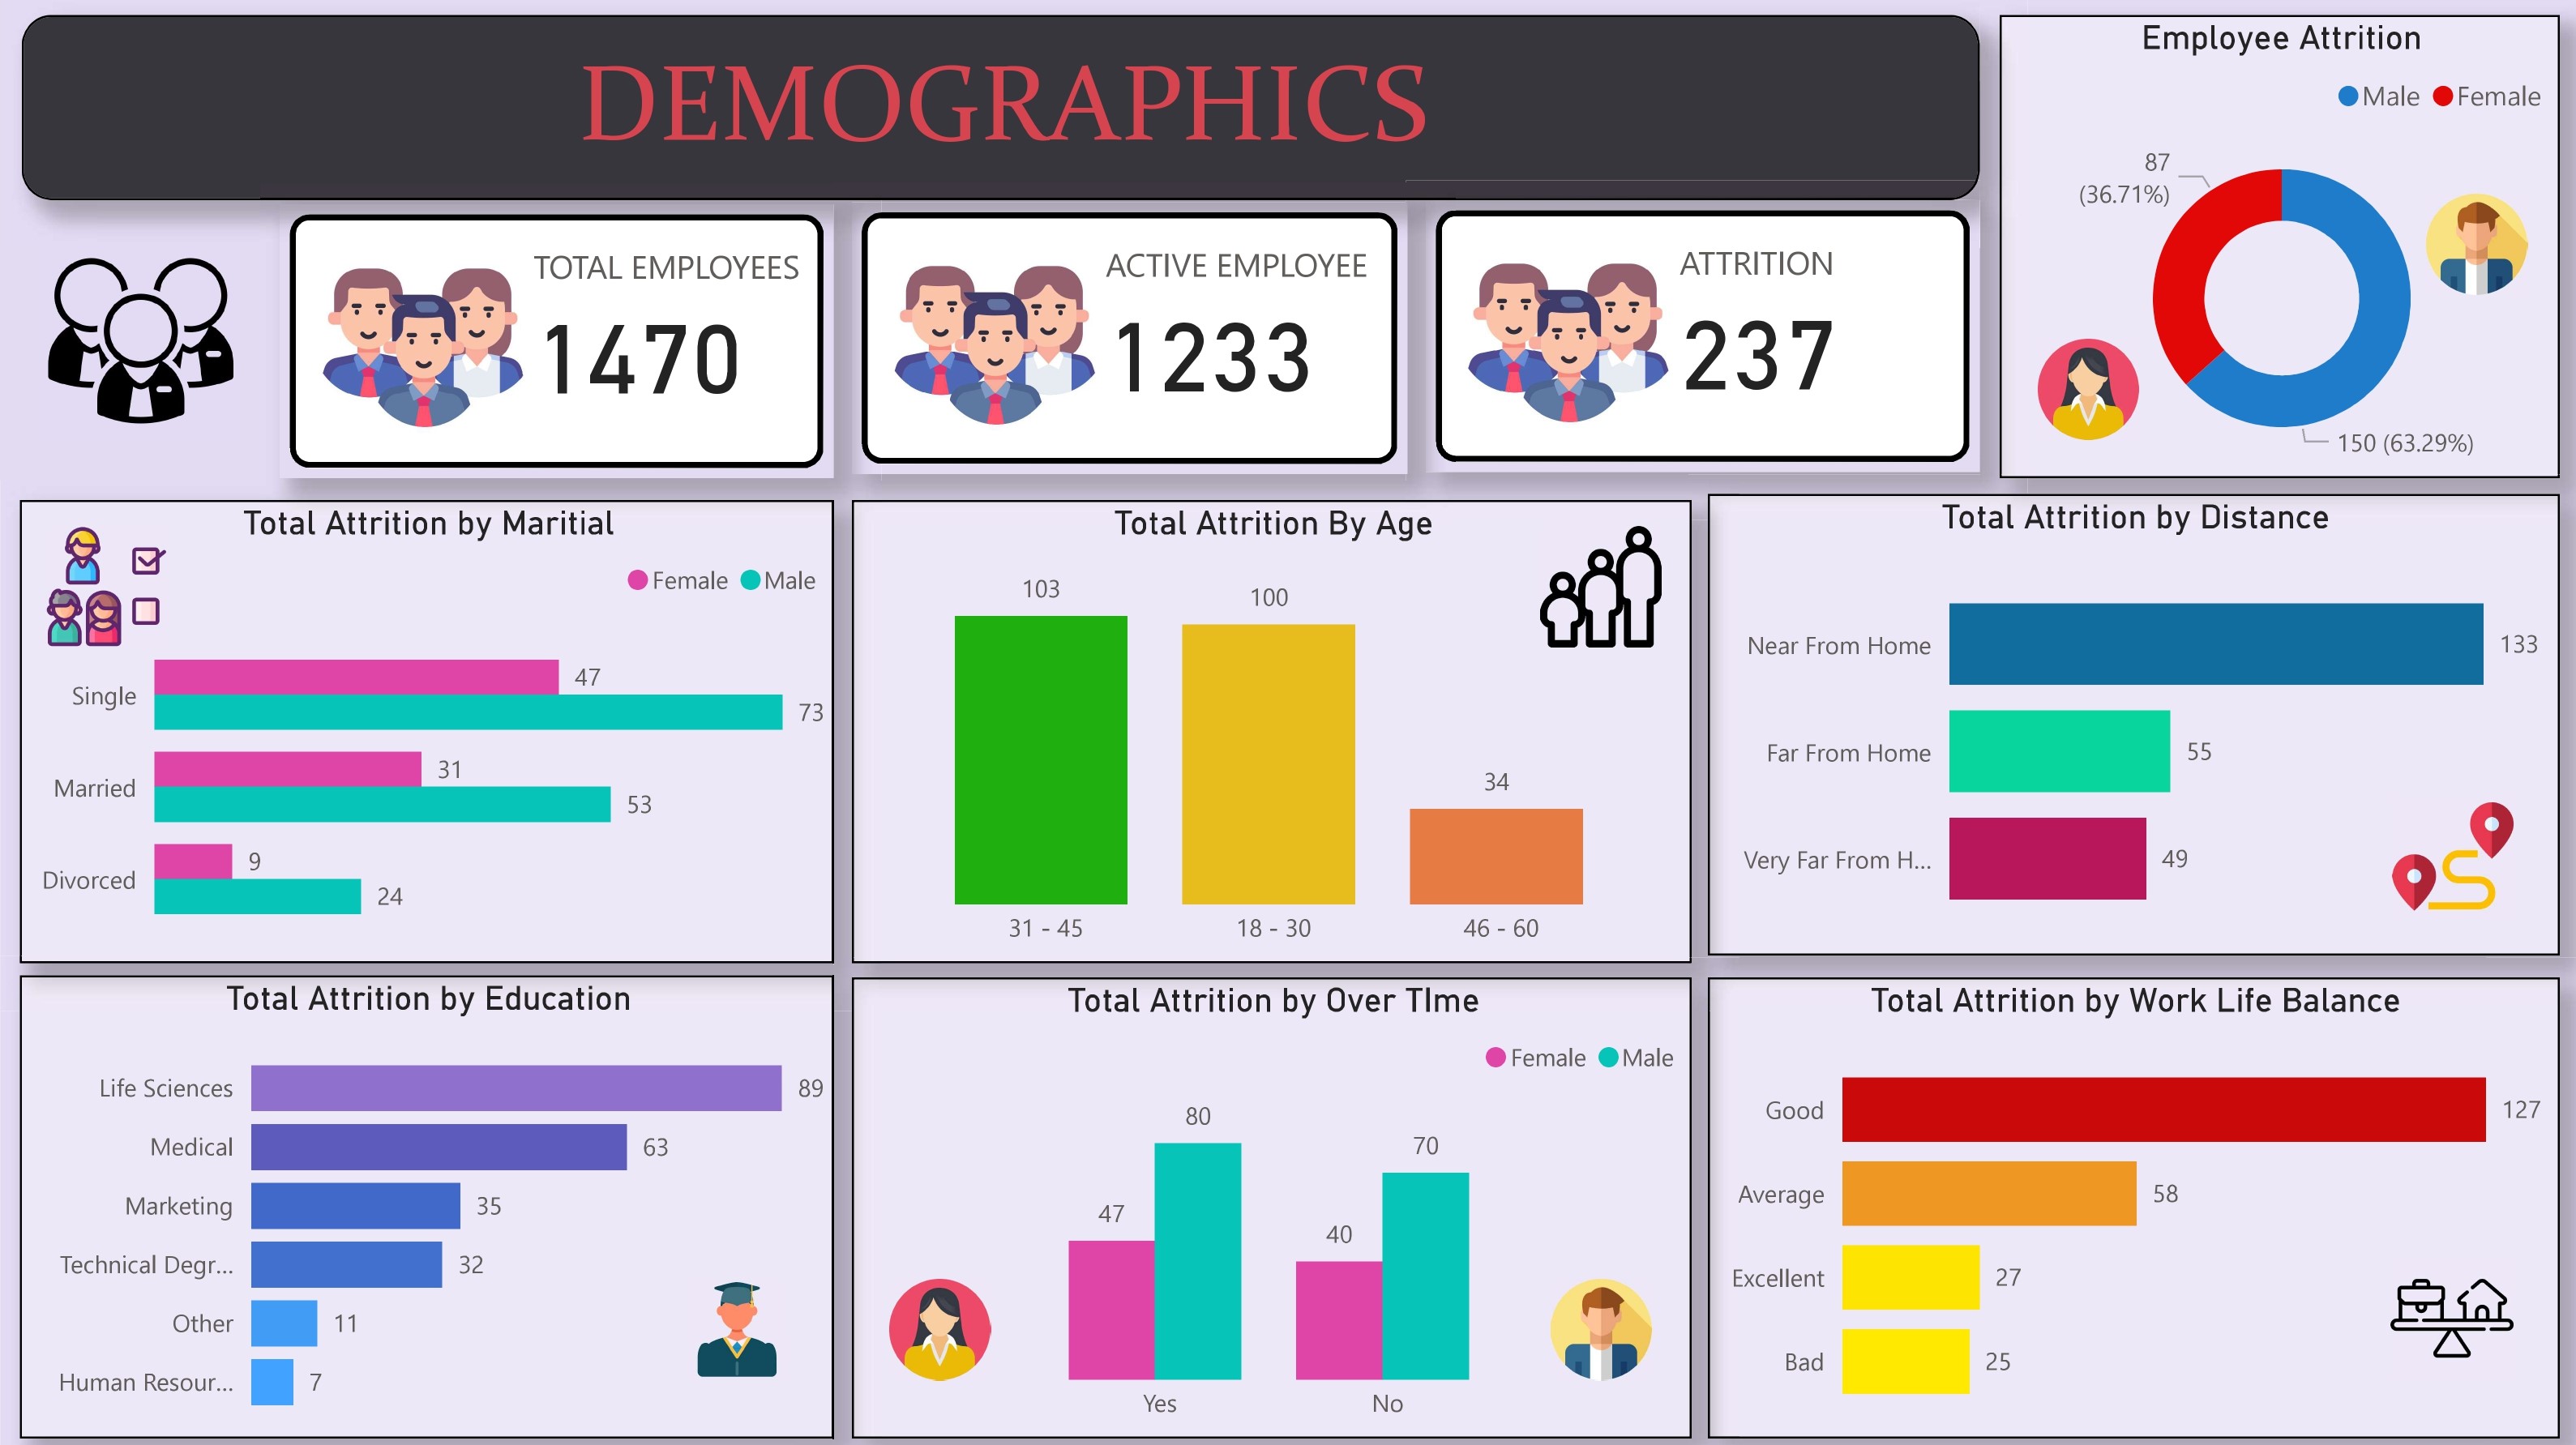 DEMOGRAPHICS
Employee Attrition
Male Female
87
(36.71%)
150 (63.29%)
TOTAL EMPLOYEES
1470
ACTIVE EMPLOYEE
1233
ATTRITION
237
Total Attrition by Maritial
Female Male
Single 47
73
Married 31
53
Divorced 9
24
Total Attrition By Age
103
100
34
31 - 45
18 - 30
46 - 60
Total Attrition by Distance
Near From Home 133
Far From Home 55
Very Far From H... 49
Total Attrition by Education
Life Sciences 89
Medical 63
Marketing 35
Technical Degr... 32
Other 11
Human Resour... 7
Total Attrition by Over TIme
Female Male
47
80
40
70
Yes
No
Total Attrition by Work Life Balance
Good 127
Average 58
Excellent 27
Bad 25